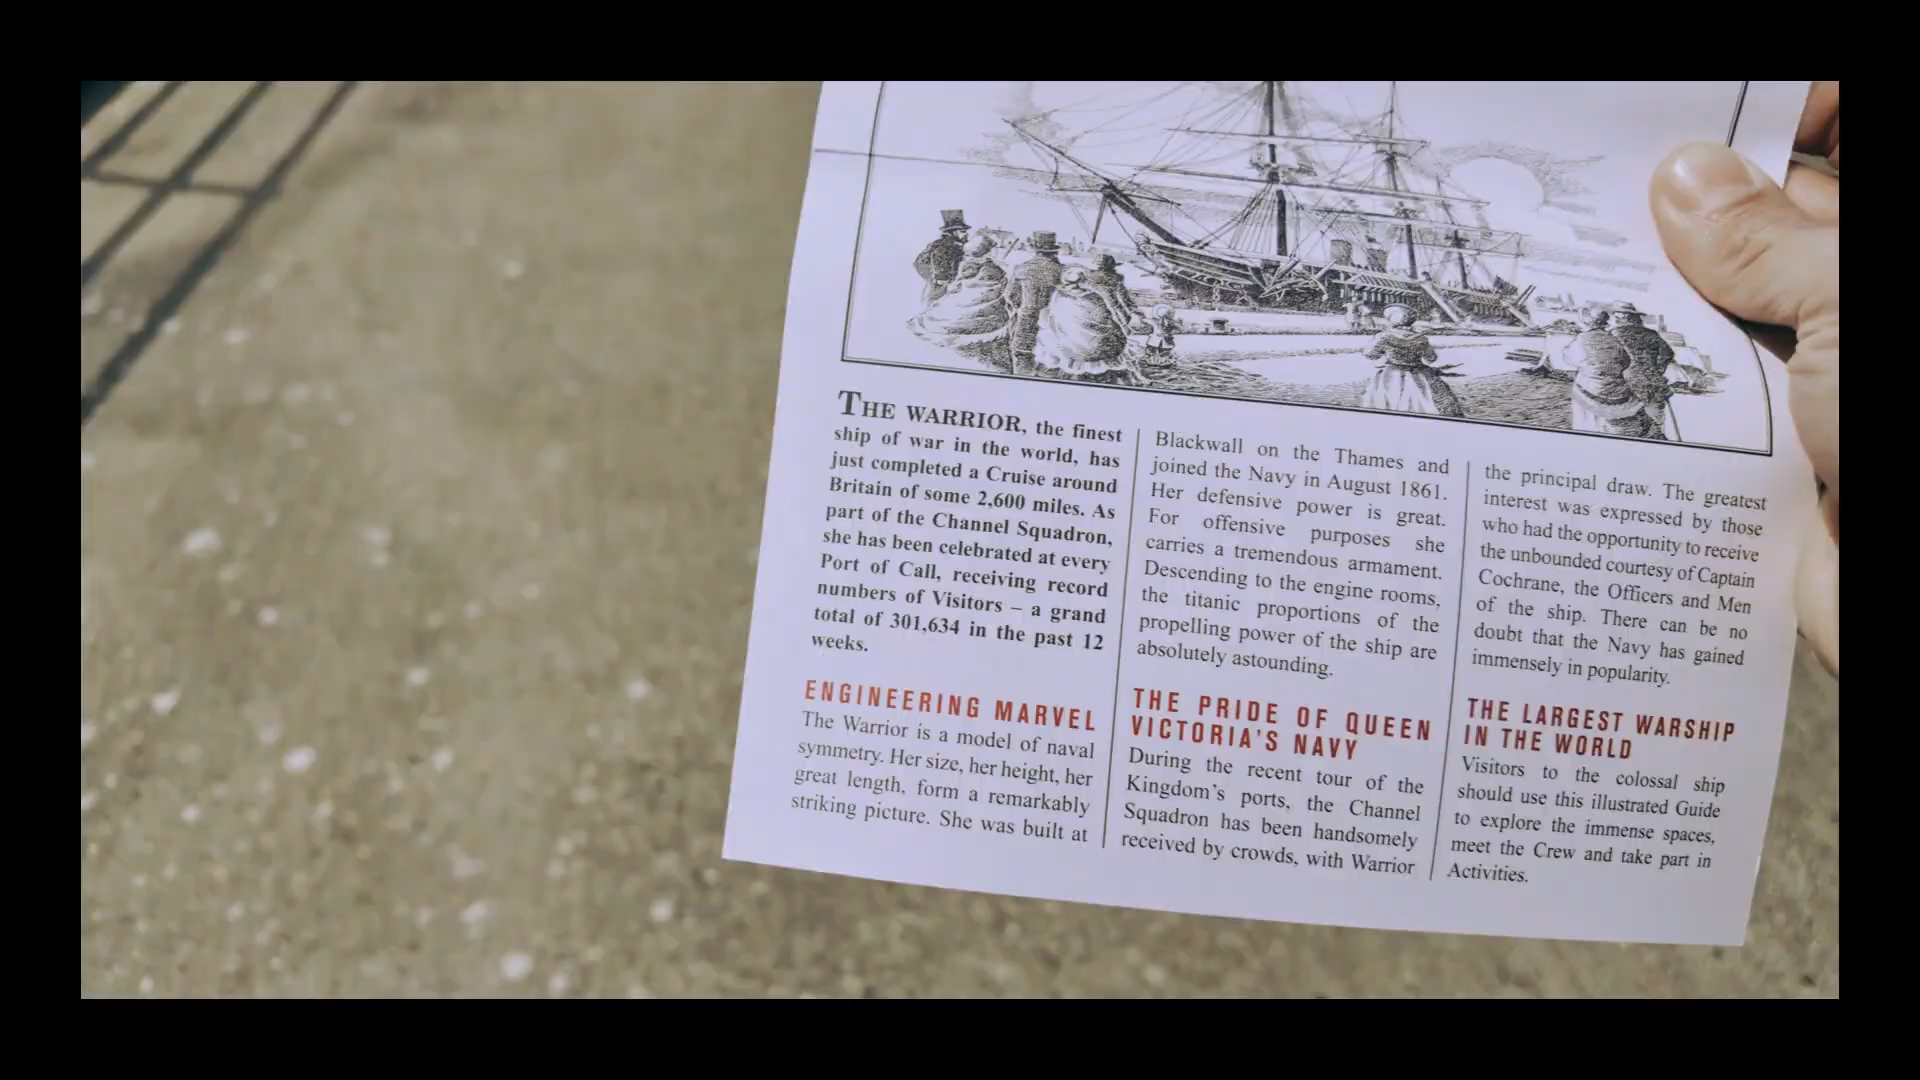 THE WARRIOR, the finest
ship of war in the world, has
just completed a Cruise around
Britain of some 2,600 miles. As
part of the Channel Squadron,
she has been celebrated at every
Port of Call, receiving record
numbers of Visitors – a grand
total of 301,634 in the past 12
weeks.
ENGINEERING MARVEL
The Warrior is a model of naval
symmetry. Her size, her height, her
great length, form a remarkably
striking picture. She was built at
Blackwall on the Thames and
joined the Navy in August 1861.
Her defensive power is great.
For offensive purposes she
carries a tremendous armament.
Descending to the engine rooms,
the titanic proportions of the
propelling power of the ship are
absolutely astounding.
THE PRIDE OF QUEEN
VICTORIA'S NAVY
During the recent tour of the
Kingdom's ports, the Channel
Squadron has been handsomely
received by crowds, with Warrior
the principal draw. The greatest
interest was expressed by those
who had the opportunity to receive
the unbounded courtesy of Captain
Cochrane, the Officers and Men
of the ship. There can be no
doubt that the Navy has gained
immensely in popularity.
THE LARGEST WARSHIP
IN THE WORLD
Visitors to the colossal ship
should use this illustrated Guide
to explore the immense spaces,
meet the Crew and take part in
Activities.